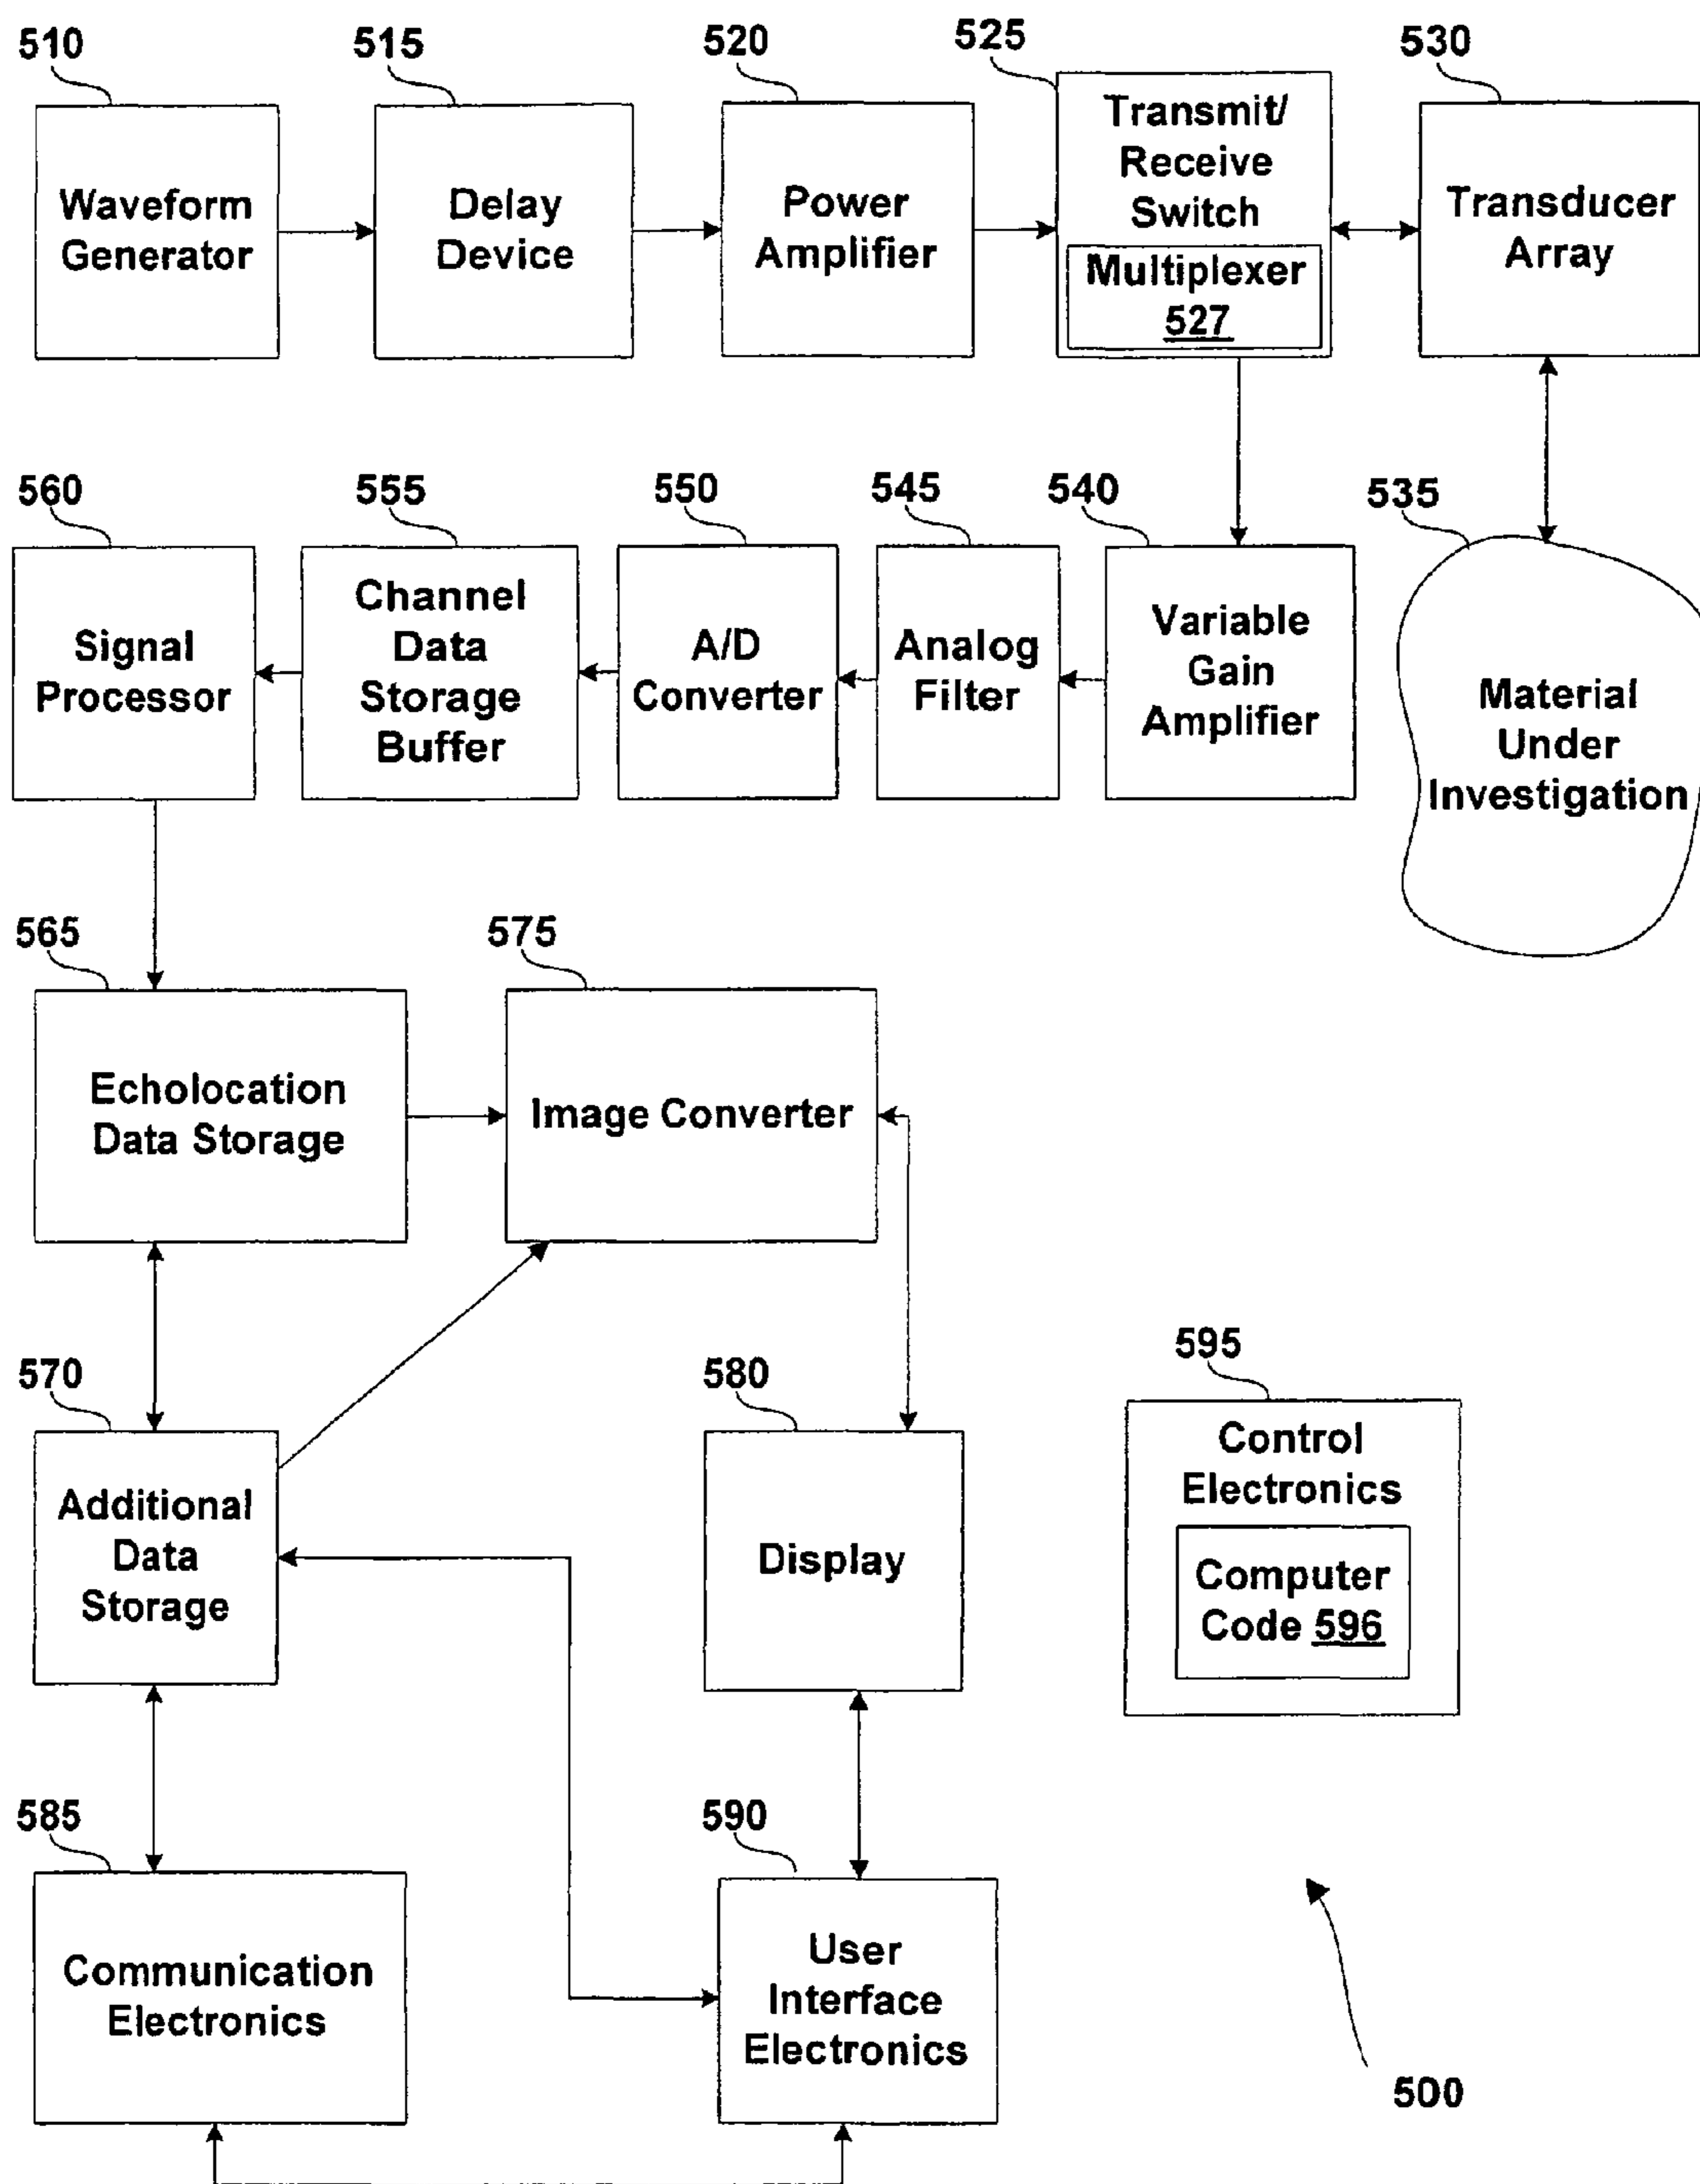 510
515
520
525
530
Waveform
Generator
Delay
Device
Power
Amplifier
Transmit/
Receive
Switch
Multiplexer
527
Transducer
Array
560
555
550
545
540
535
Signal
Processor
Channel
Data
Storage
Buffer
A/D
Converter
Analog
Filter
Variable
Gain
Amplifier
Material
Under
Investigation
565
575
Echolocation
Data Storage
Image Converter
570
580
595
Additional
Data
Storage
Display
Control
Electronics
Computer
Code 596
585
590
Communication
Electronics
User
Interface
Electronics
500